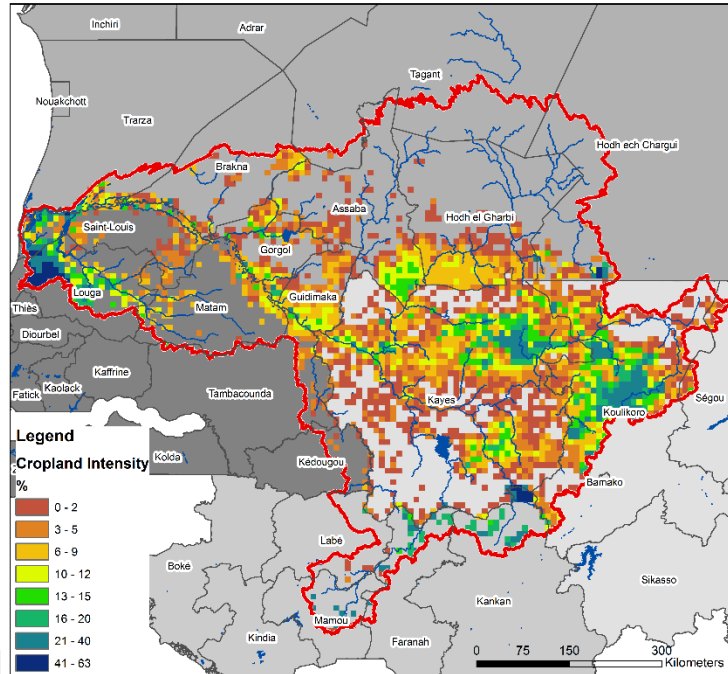 Inchiri
Adrar
Tagant
Nouakchott
Trarza
Hodh ech Chargui
Brakna
Assaba
Hodh el Gharbi
Saint-Louis
Gorgol
Louga
Guidimaka
Thiès
Matam
Diourbel
Kaffrine
Tambacounda
Fatick
Kaolack
Kayes
Ségou
Koulikoro
Legend
Cropland Intensity
%
0 - 2
3 - 5
6 - 9
10 - 12
13 - 15
16 - 20
21 - 40
41 - 63
Kolda
Kédougou
Bamako
Labé
Boké
Sikasso
Mamou
Kankan
Kindia
Faranah
0 75 150 300
Kilometers